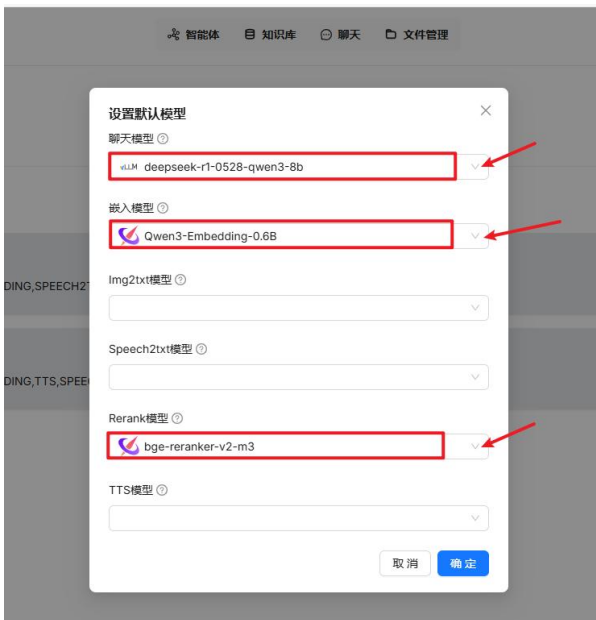 智能体 知识库 聊天 文件管理
设置默认模型
聊天模型
vLLM deepseek-r1-0528-qwen3-8b
嵌入模型
Qwen3-Embedding-0.6B
DING,SPEECH2T
Img2txt模型
Speech2txt模型
DING,TTS,SPEE
Rerank模型
bge-reranker-v2-m3
TTS模型
取消 确定